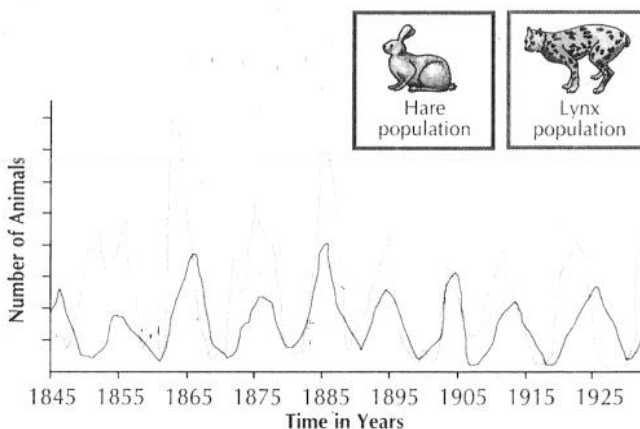 Hare
population
Lynx
population
Number of Animals
1845 1855 1865 1875 1885 1895 1905 1915 1925
Time in Years